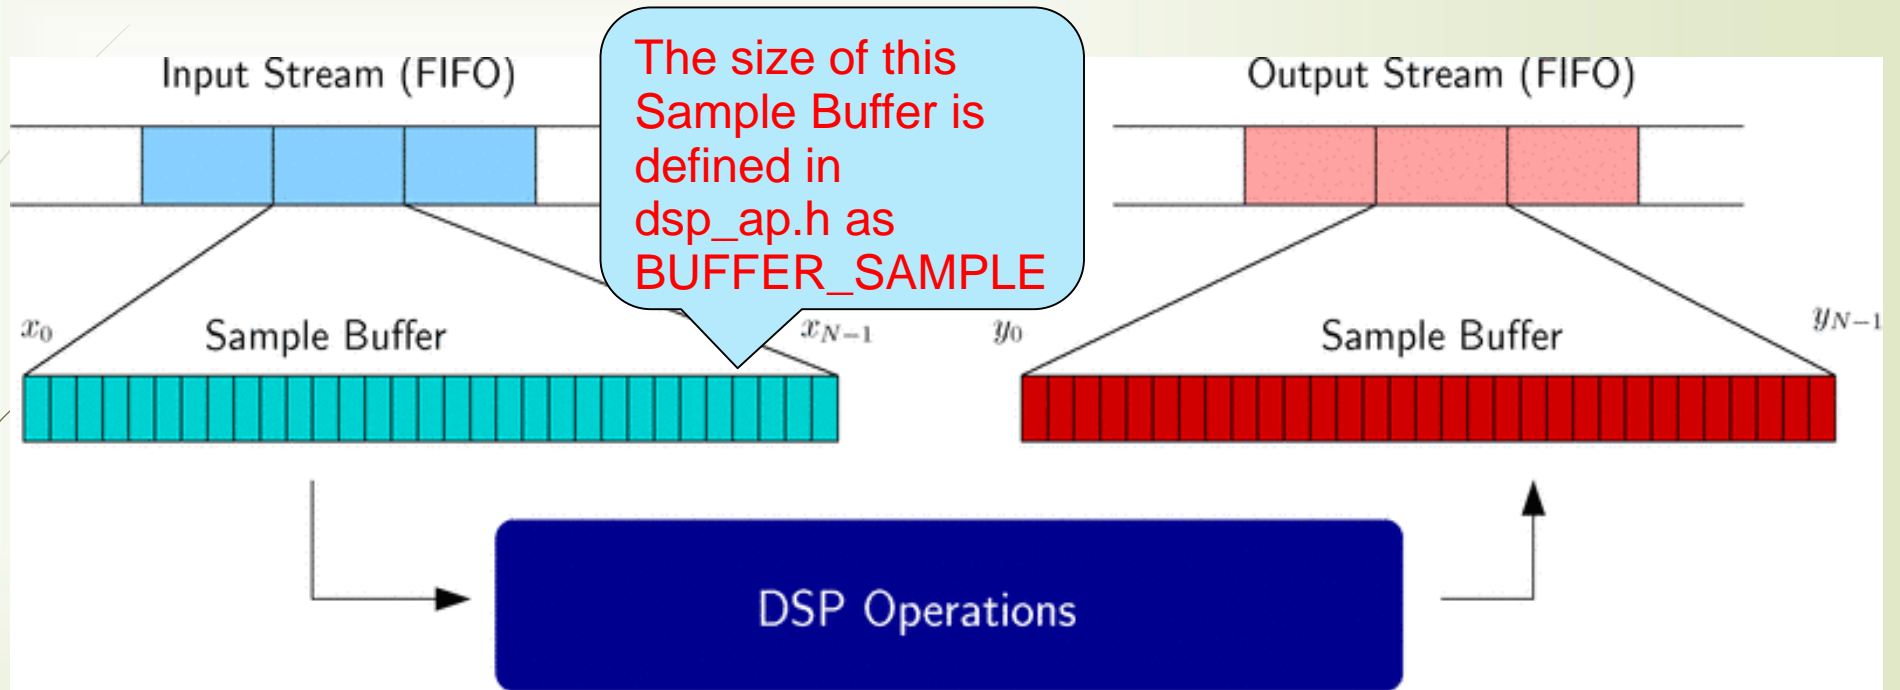 Input Stream (FIFO)
The size of this
Sample Buffer is
defined in
dsp_ap.h as
BUFFER_SAMPLE
Output Stream (FIFO)
x₀
Sample Buffer
xN−1
y₀
Sample Buffer
yN−1
DSP Operations